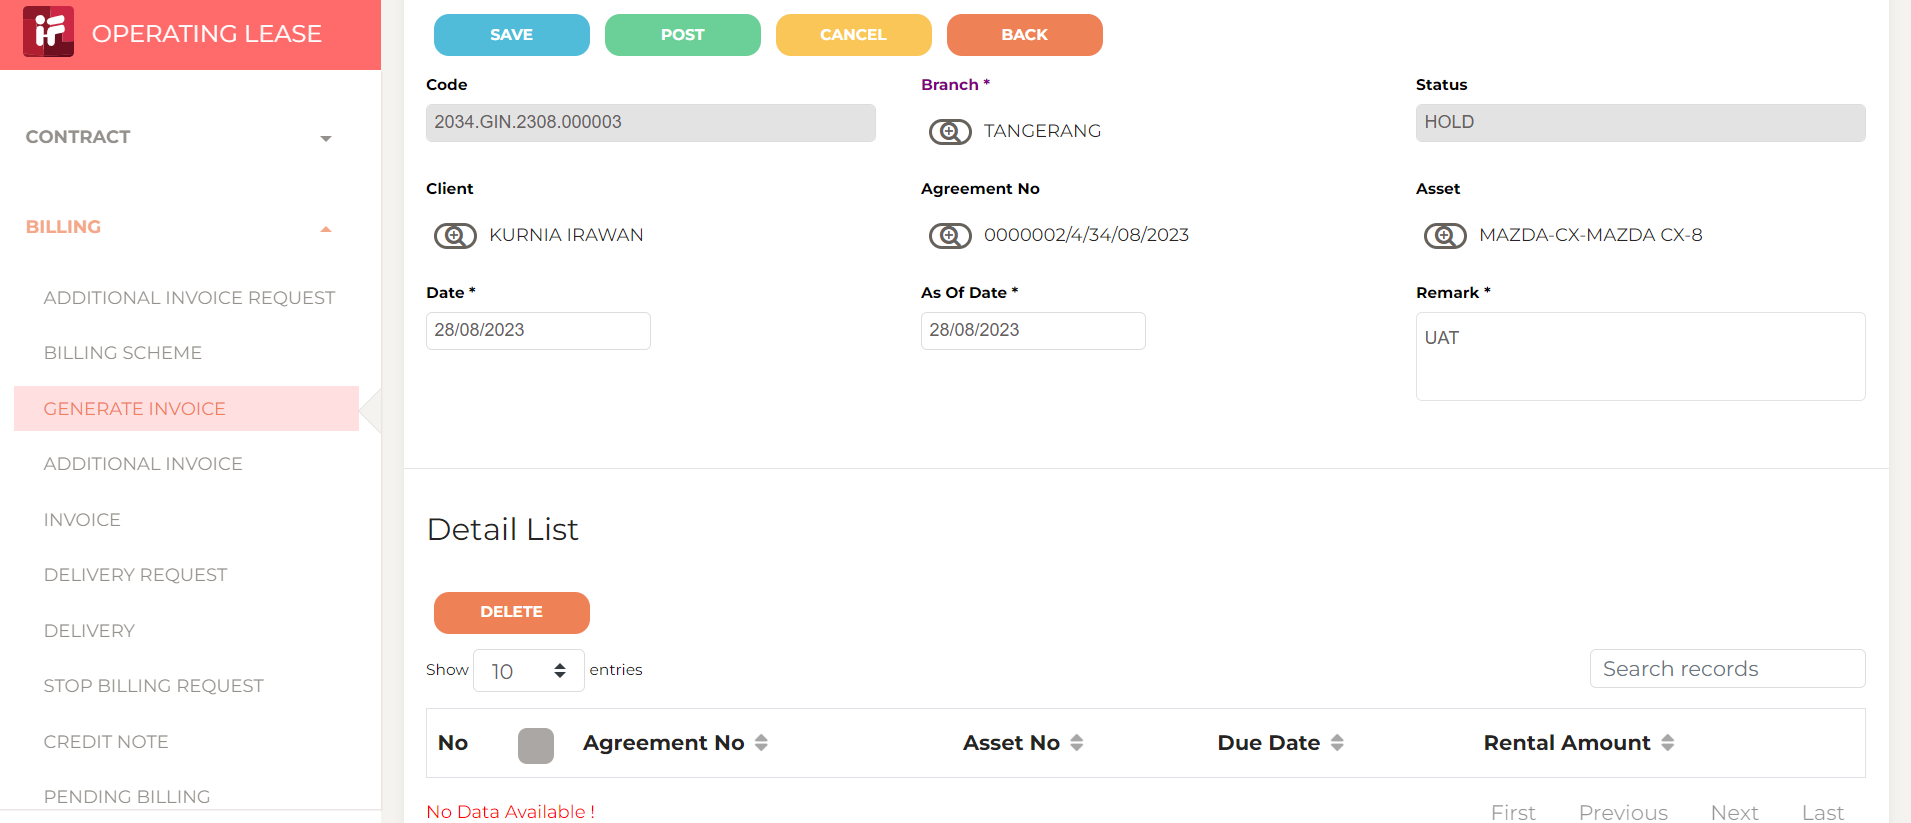 OPERATING LEASE
CONTRACT
BILLING
ADDITIONAL INVOICE REQUEST
BILLING SCHEME
GENERATE INVOICE
ADDITIONAL INVOICE
INVOICE
DELIVERY REQUEST
DELIVERY
STOP BILLING REQUEST
CREDIT NOTE
PENDING BILLING
SAVE POST CANCEL BACK
Code Branch * Status
2034.GIN.2308.000003 TANGERANG HOLD
Client Agreement No Asset
KURNIA IRAWAN 0000002/4/34/08/2023 MAZDA-CX-MAZDA CX-8
Date * As Of Date * Remark *
28/08/2023 28/08/2023 UAT
Detail List
DELETE
Show 10 entries Search records
No Agreement No Asset No Due Date Rental Amount
No Data Available ! First Previous Next Last